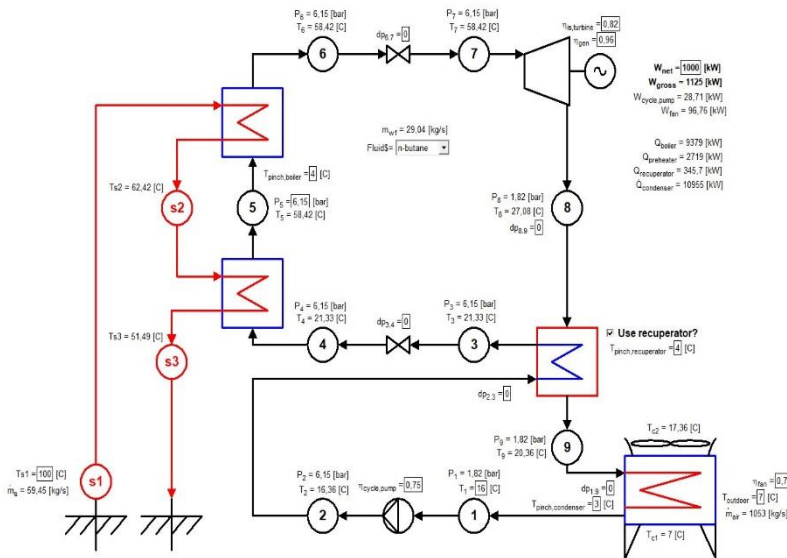 P6 = 6,15 [bar]
T6 = 58,42 [C]
6
dp6.7 = 0
P7 = 6,15 [bar]
T7 = 58,42 [C]
7
ηis,turbine = 0,82
ηgen = 0,96
Wnet = 1000 [kW]
Wgross = 1125 [kW]
Wcycle,pump = 28,71 [kW]
Wfan = 96,76 [kW]
Qboiler = 9379 [kW]
Qpreheater = 2719 [kW]
Qrecuperator = 345,7 [kW]
Q̇condenser = 10955 [kW]
mwf = 29,04 [kg/s]
Fluid$= n-butane
Tpinch,boiler = 4 [C]
Ts2 = 62,42 [C]
s2
5
P5 = 6,15 [bar]
T5 = 58,42 [C]
8
P8 = 1,82 [bar]
T8 = 27,08 [C]
dp8.9 = 0
Ts3 = 51,49 [C]
s3
P4 = 6,15 [bar]
T4 = 21,33 [C]
4
dp3.4 = 0
P3 = 6,15 [bar]
T3 = 21,33 [C]
3
Use recuperator?
Tpinch,recuperator = 4 [C]
dp2.3 = 0
P9 = 1,82 [bar]
T9 = 20,36 [C]
9
Tc2 = 17,36 [C]
Ts1 = 100 [C]
ṁs = 59,45 [kg/s]
s1
P2 = 6,15 [bar]
T2 = 16,36 [C]
2
ηcycle,pump = 0,75
P1 = 1,82 [bar]
T1 = 16 [C]
1
dp1.9 = 0
Tpinch,condenser = 3 [C]
ηfan = 0,7
Toutdoor = 7 [C]
ṁair = 1053 [kg/s]
Tc1 = 7 [C]